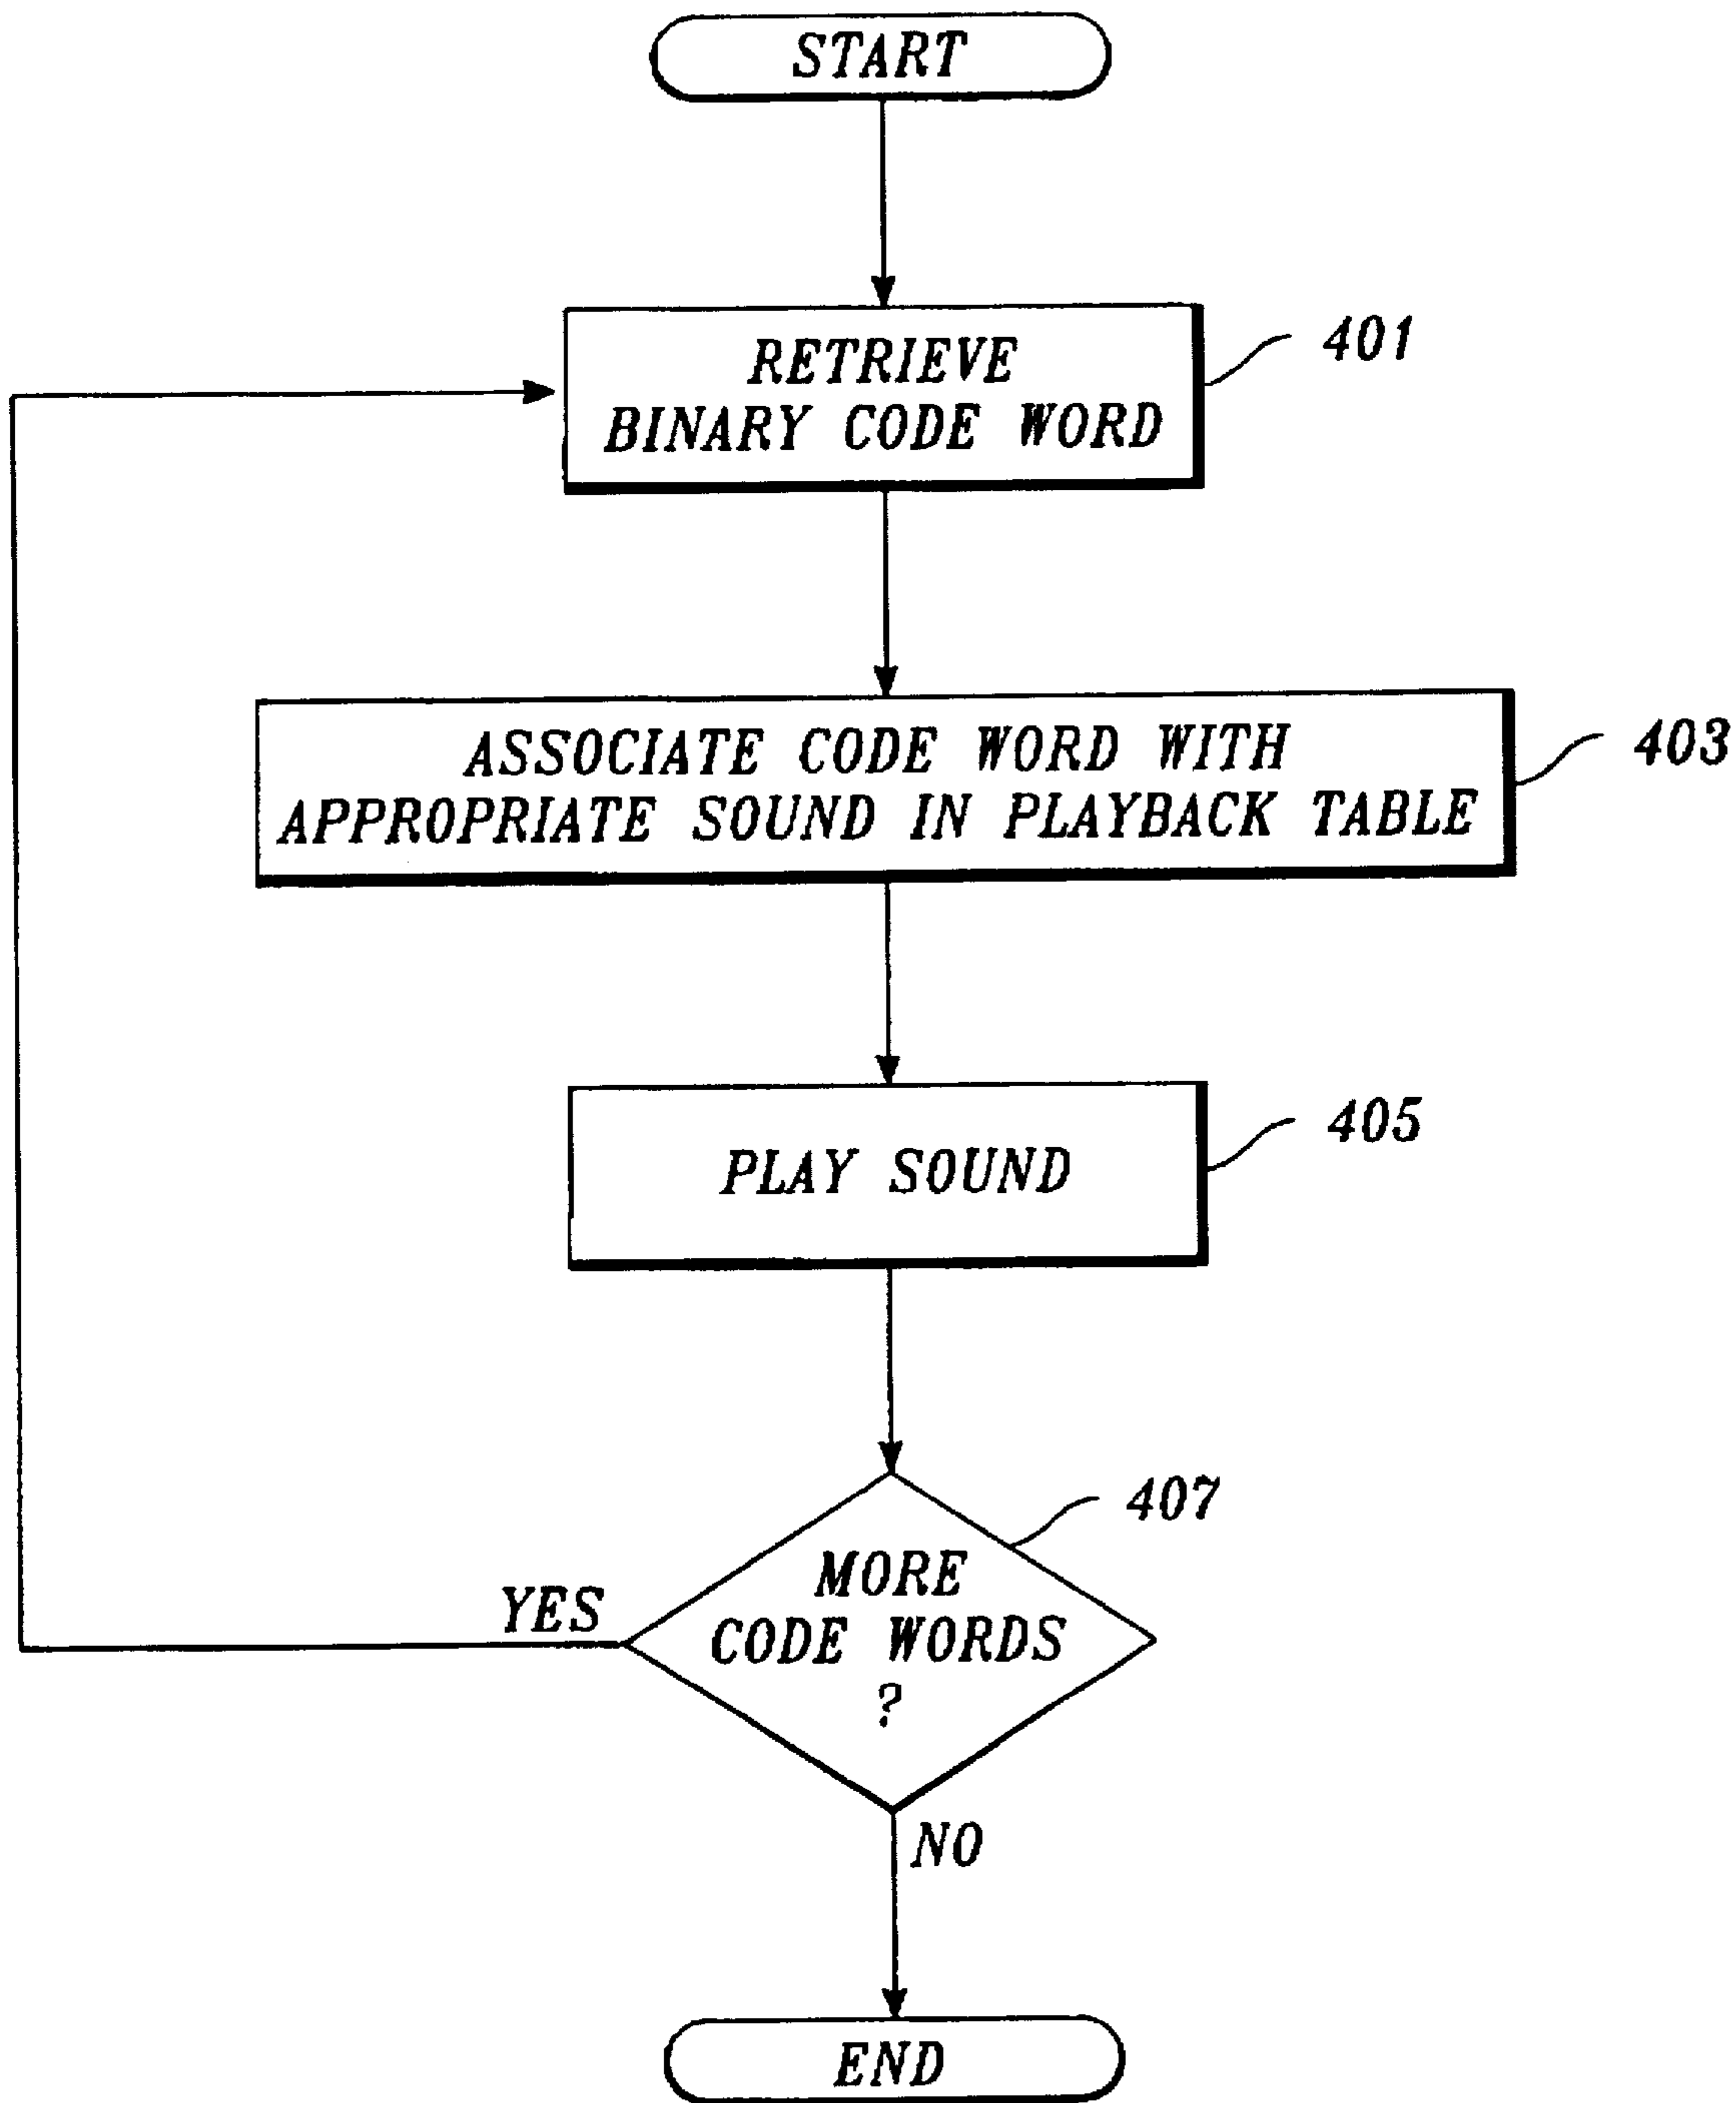 START
RETRIEVE
BINARY CODE WORD
401
ASSOCIATE CODE WORD WITH
APPROPRIATE SOUND IN PLAYBACK TABLE
403
PLAY SOUND
405
407
MORE
CODE WORDS
?
YES
NO
END